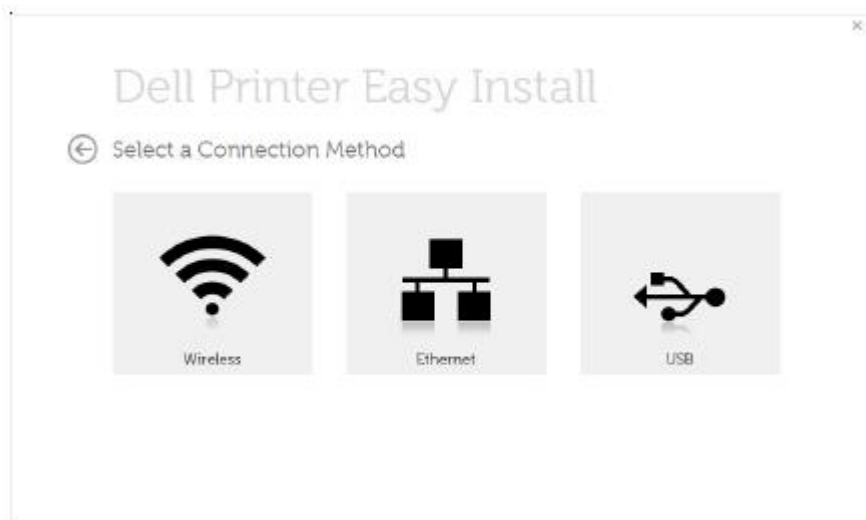 Dell Printer Easy Install
Select a Connection Method
Wireless
Ethernet
USB